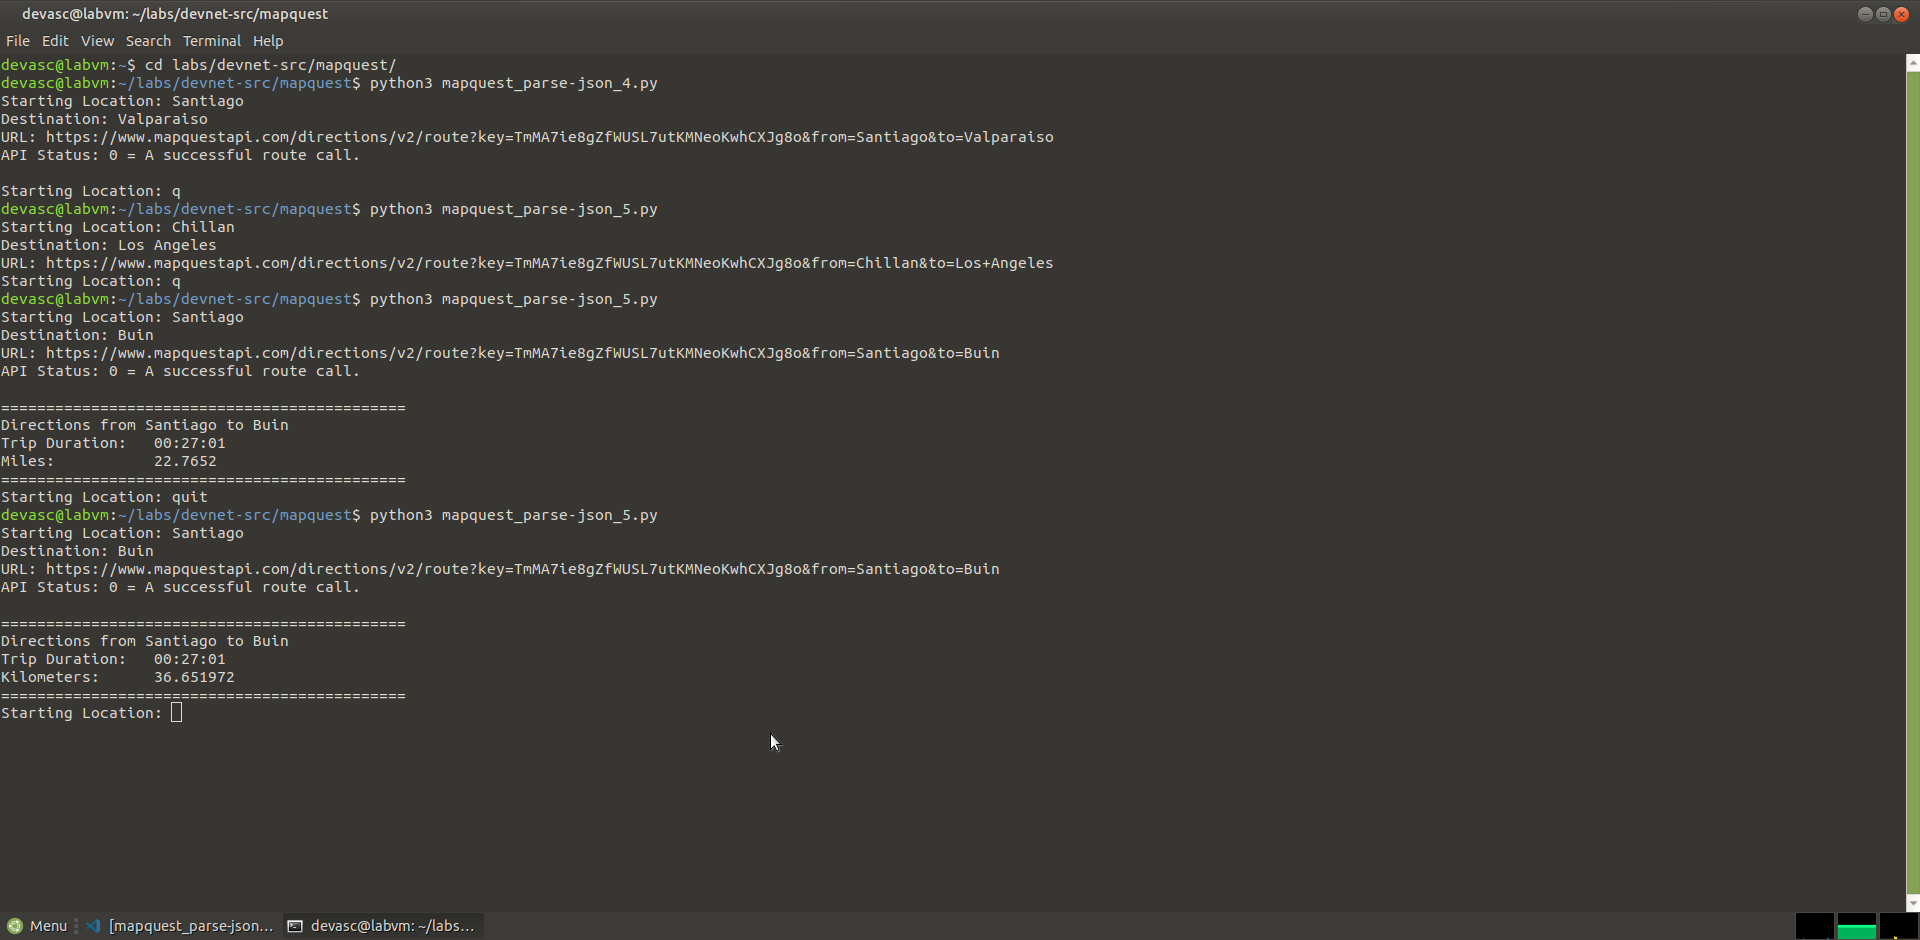 devasc@labvm: ~/labs/devnet-src/mapquest
File Edit View Search Terminal Help
devasc@labvm:~$ cd labs/devnet-src/mapquest/
devasc@labvm:~/labs/devnet-src/mapquest$ python3 mapquest_parse-json_4.py
Starting Location: Santiago
Destination: Valparaiso
URL: https://www.mapquestapi.com/directions/v2/route?key=TmMA7ie8gZfWUSL7utKMNeoKwhCXJg8o&from=Santiago&to=Valparaiso
API Status: 0 = A successful route call.
Starting Location: q
devasc@labvm:~/labs/devnet-src/mapquest$ python3 mapquest_parse-json_5.py
Starting Location: Chillan
Destination: Los Angeles
URL: https://www.mapquestapi.com/directions/v2/route?key=TmMA7ie8gZfWUSL7utKMNeoKwhCXJg8o&from=Chillan&to=Los+Angeles
Starting Location: q
devasc@labvm:~/labs/devnet-src/mapquest$ python3 mapquest_parse-json_5.py
Starting Location: Santiago
Destination: Buin
URL: https://www.mapquestapi.com/directions/v2/route?key=TmMA7ie8gZfWUSL7utKMNeoKwhCXJg8o&from=Santiago&to=Buin
API Status: 0 = A successful route call.
=============================================
Directions from Santiago to Buin
Trip Duration:   00:27:01
Miles:           22.7652
=============================================
Starting Location: quit
devasc@labvm:~/labs/devnet-src/mapquest$ python3 mapquest_parse-json_5.py
Starting Location: Santiago
Destination: Buin
URL: https://www.mapquestapi.com/directions/v2/route?key=TmMA7ie8gZfWUSL7utKMNeoKwhCXJg8o&from=Santiago&to=Buin
API Status: 0 = A successful route call.
=============================================
Directions from Santiago to Buin
Trip Duration:   00:27:01
Kilometers:      36.651972
=============================================
Starting Location:
Menu [mapquest_parse-json... devasc@labvm: ~/labs...